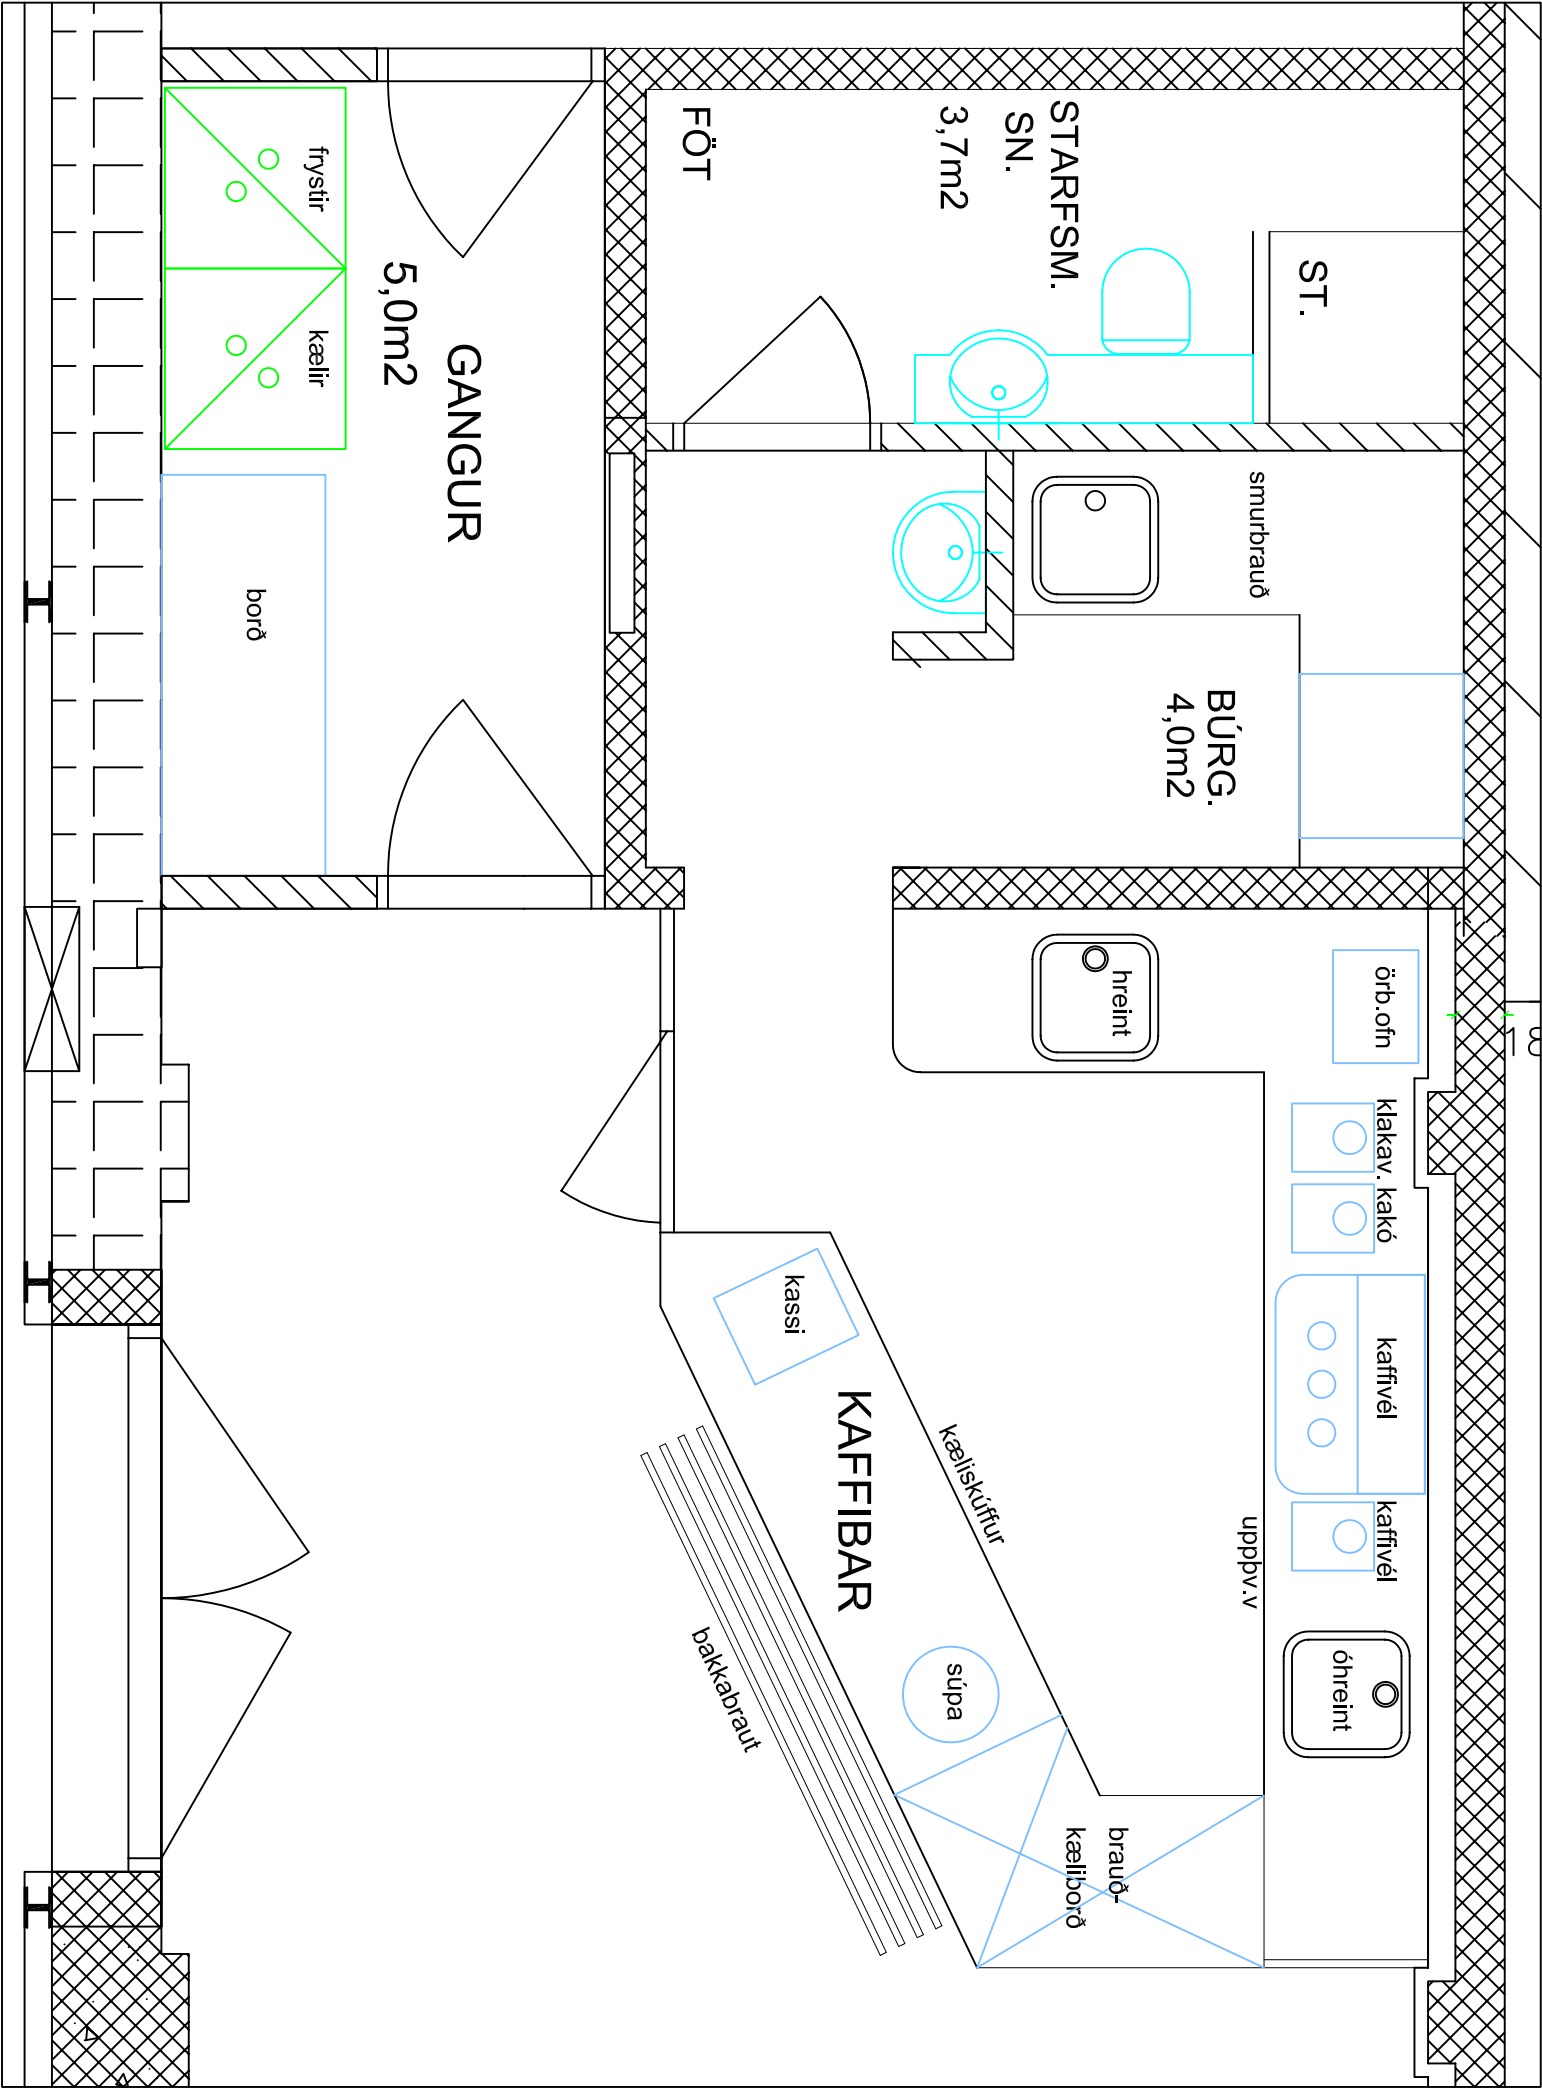 STARFSM.
SN.
3,7m2
FÖT
ST.
frystir
kælir
GANGUR
5,0m2
borð
smurbrauð
BÚRG.
4,0m2
hreint
örb.ofn
klakav.
kakó
kaffivél
kaffivél
óhreint
uppþv.v
kassi
KAFFIBAR
kæliskúffur
súpa
bakkabraut
brauð-
kæliborð
18